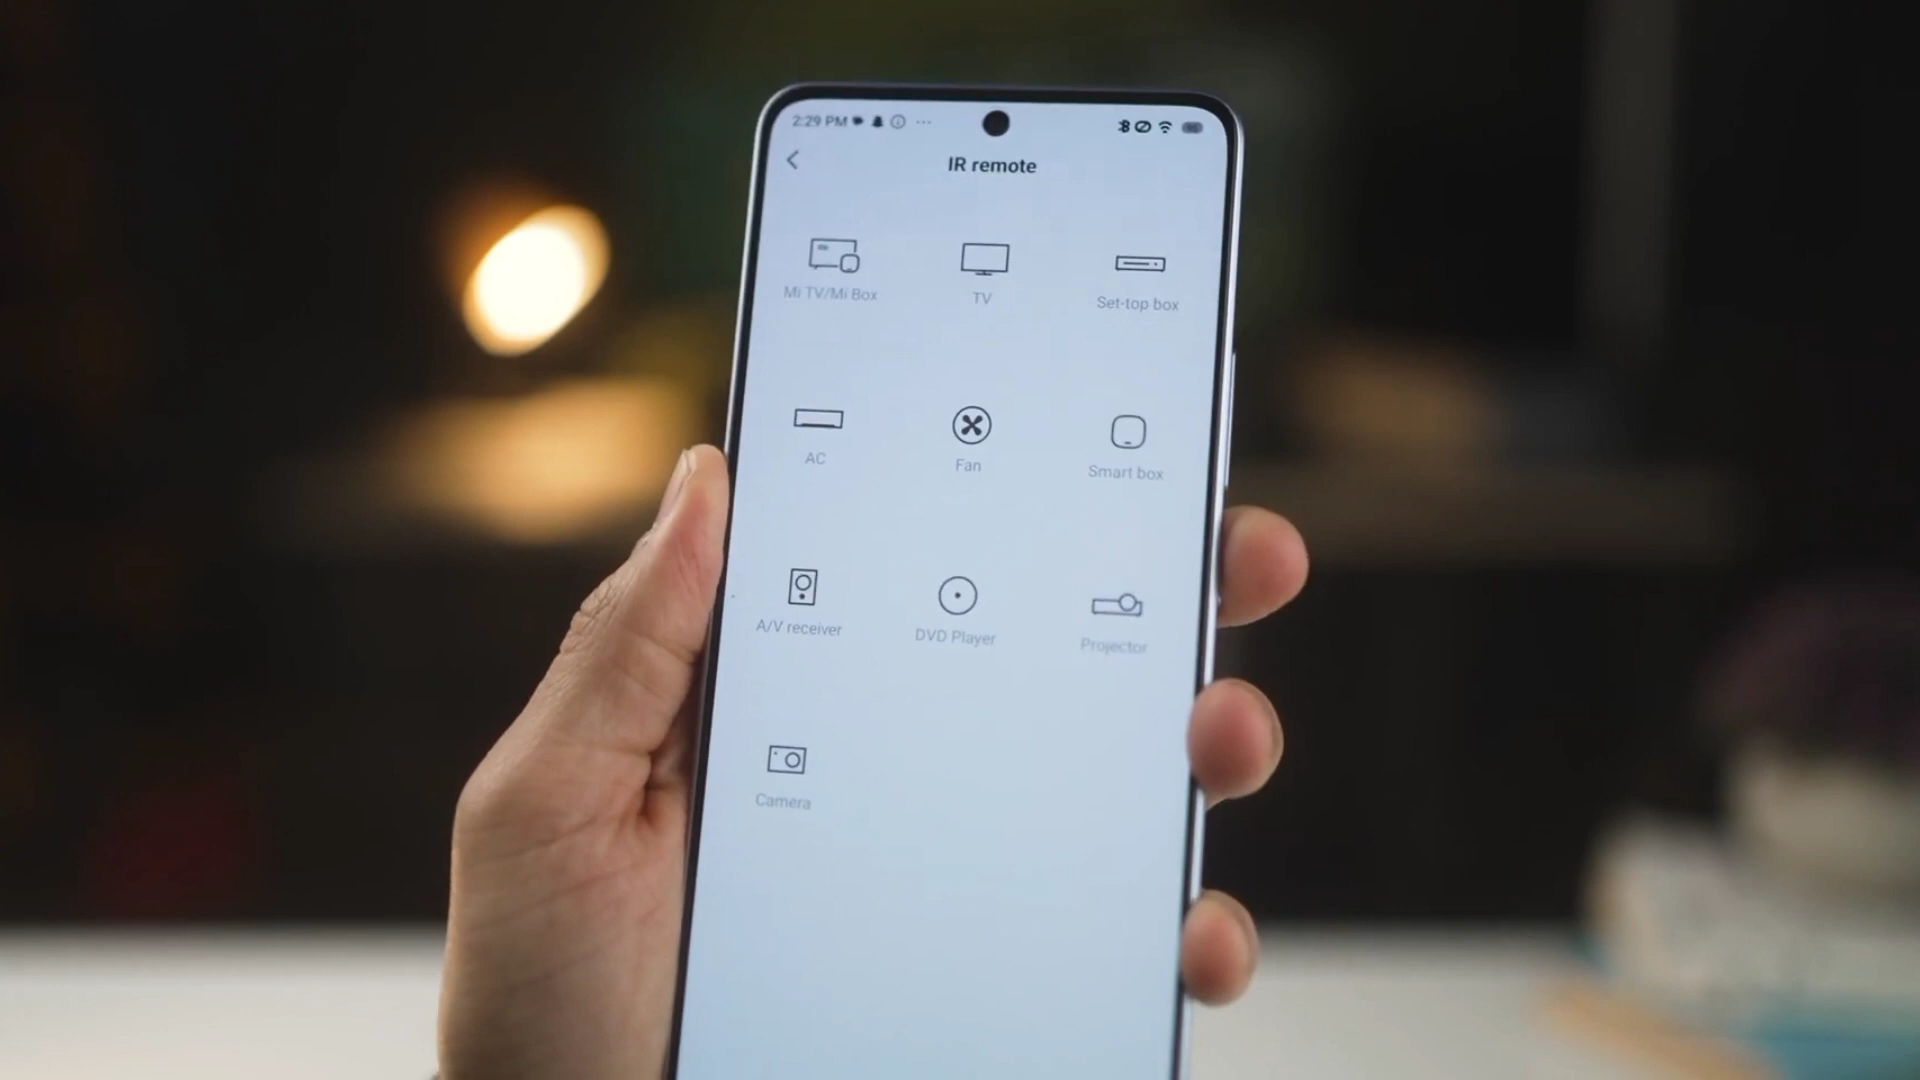 2:29 PM
IR remote
Mi TV/Mi Box
TV
Set-top box
AC
Fan
Smart box
A/V receiver
DVD Player
Projector
Camera